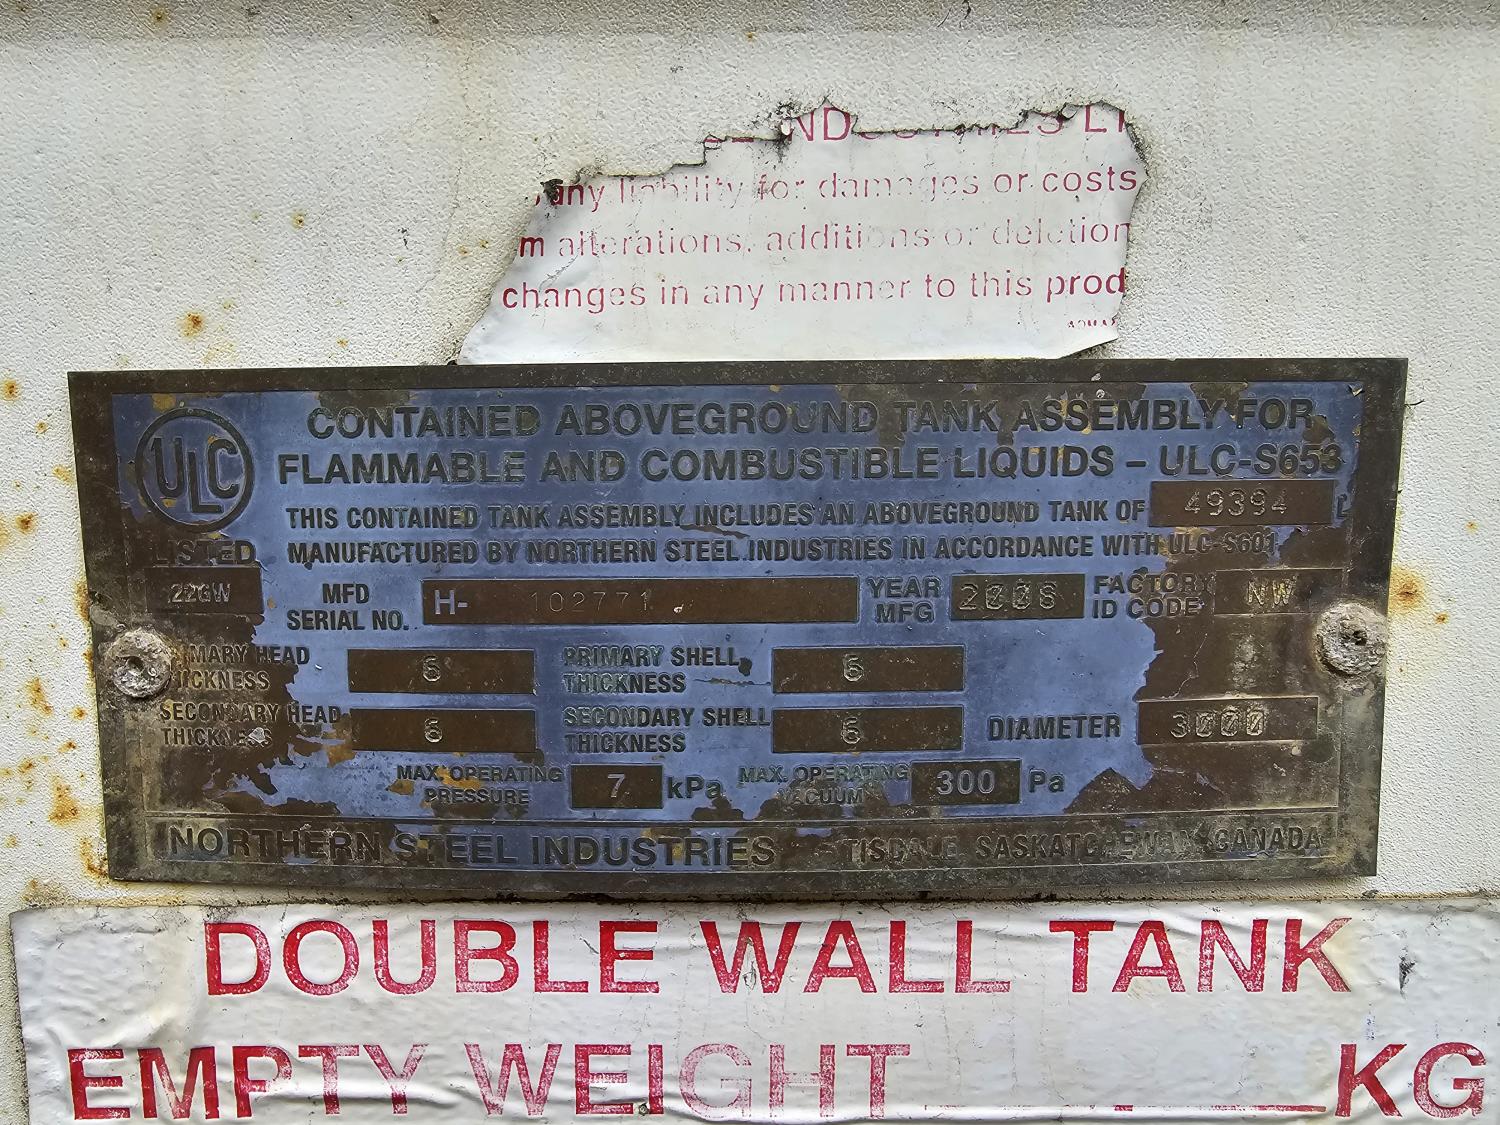 INDUSTRIES LT
any liability for damages or costs
m alterations, additions or deletion
changes in any manner to this prod
ULC
LISTED
22GW
CONTAINED ABOVEGROUND TANK ASSEMBLY FOR
FLAMMABLE AND COMBUSTIBLE LIQUIDS – ULC-S653
THIS CONTAINED TANK ASSEMBLY INCLUDES AN ABOVEGROUND TANK OF 49394 L
MANUFACTURED BY NORTHERN STEEL INDUSTRIES IN ACCORDANCE WITH ULC-S601
MFD SERIAL NO. H- 102771 YEAR MFG 2008 FACTORY ID CODE NW
PRIMARY HEAD THICKNESS 6 PRIMARY SHELL THICKNESS 6
SECONDARY HEAD THICKNESS 6 SECONDARY SHELL THICKNESS 6 DIAMETER 3000
MAX. OPERATING PRESSURE 7 kPa MAX. OPERATING VACUUM 300 Pa
NORTHERN STEEL INDUSTRIES TISDALE SASKATCHEWAN CANADA
DOUBLE WALL TANK
EMPTY WEIGHT KG